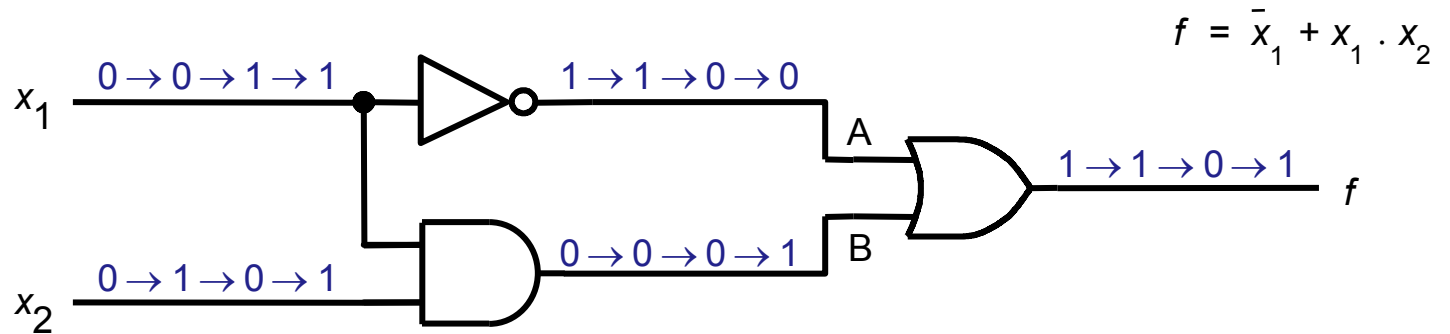 f = x̄₁ + x₁ . x₂
x₁
0 → 0 → 1 → 1
1 → 1 → 0 → 0
A
1 → 1 → 0 → 1
f
B
0 → 0 → 0 → 1
x₂
0 → 1 → 0 → 1